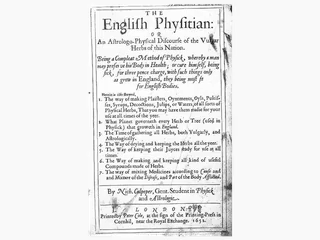 THE
Engliſh Phyſitian:
OR
An Aſtrologo-Phyſical Diſcourſe of the Vulgar
Herbs of this Nation.
Being a Compleat Method of Phyſick, whereby a man
may preſerve his Body in Health; or cure himſelf, being
ſick, for three pence charge, with ſuch things only
as grow in England, they being moſt fit
for Engliſh Bodies.
Herein is alſo ſhewed,
1. The way of making Plaiſters, Oyntments, Oyls, Pultiſ-
ſes, Syrups, Decoctions, Julips, or Waters, of all ſorts of
Phyſical Herbs, That you may have them ready for your
uſe at all times of the yeer.
2. What Planet governeth every Herb or Tree (uſed in
Phyſick) that groweth in England.
3. The Time of gathering all Herbs, both Vulgarly, and
Aſtrologically.
4. The Way of drying and keeping the Herbs all the yeer.
5. The Way of keeping their Juyces ready for uſe at all
times.
6. The Way of making and keeping all kind of uſeful
Compounds made of Herbs.
7. The way of mixing Medicines according to Cauſe and
and Mixture of the Diſeaſe, and Part of the Body Afflicted.
By Nich. Culpeper, Gent. Student in Phyſick
and Aſtrologie.
LONDON:
Printed by Peter Cole, at the ſign of the Printing-Preſs in
Cornhil, near the Royal Exchange. 1652.